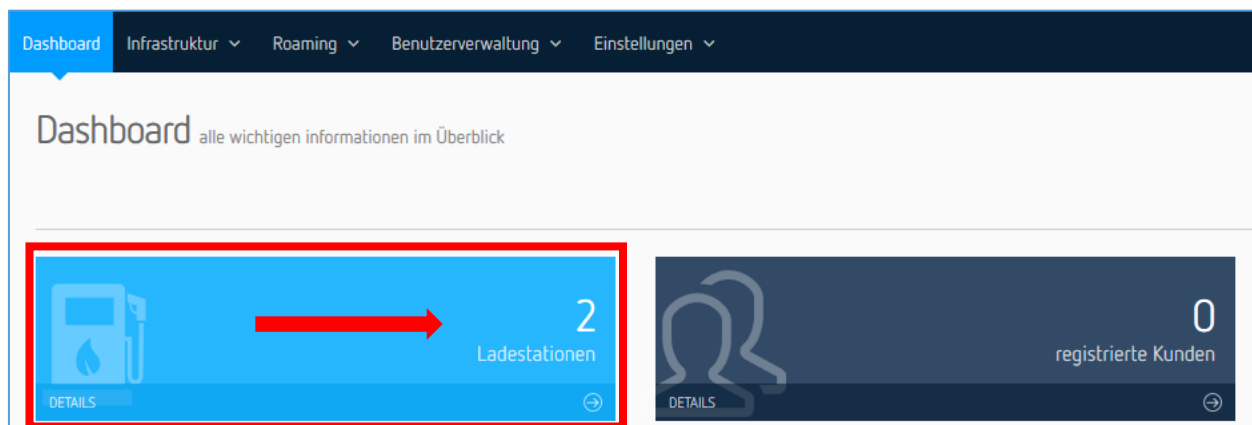 Dashboard Infrastruktur Roaming Benutzerverwaltung Einstellungen
Dashboard alle wichtigen informationen im Überblick
2
Ladestationen
DETAILS
0
registrierte Kunden
DETAILS